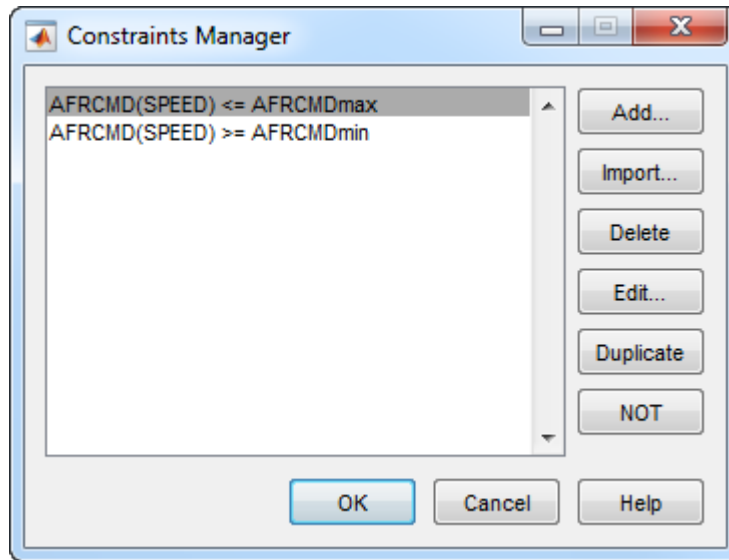 Constraints Manager
AFRCMD(SPEED) <= AFRCMDmax
AFRCMD(SPEED) >= AFRCMDmin
Add...
Import...
Delete
Edit...
Duplicate
NOT
OK
Cancel
Help